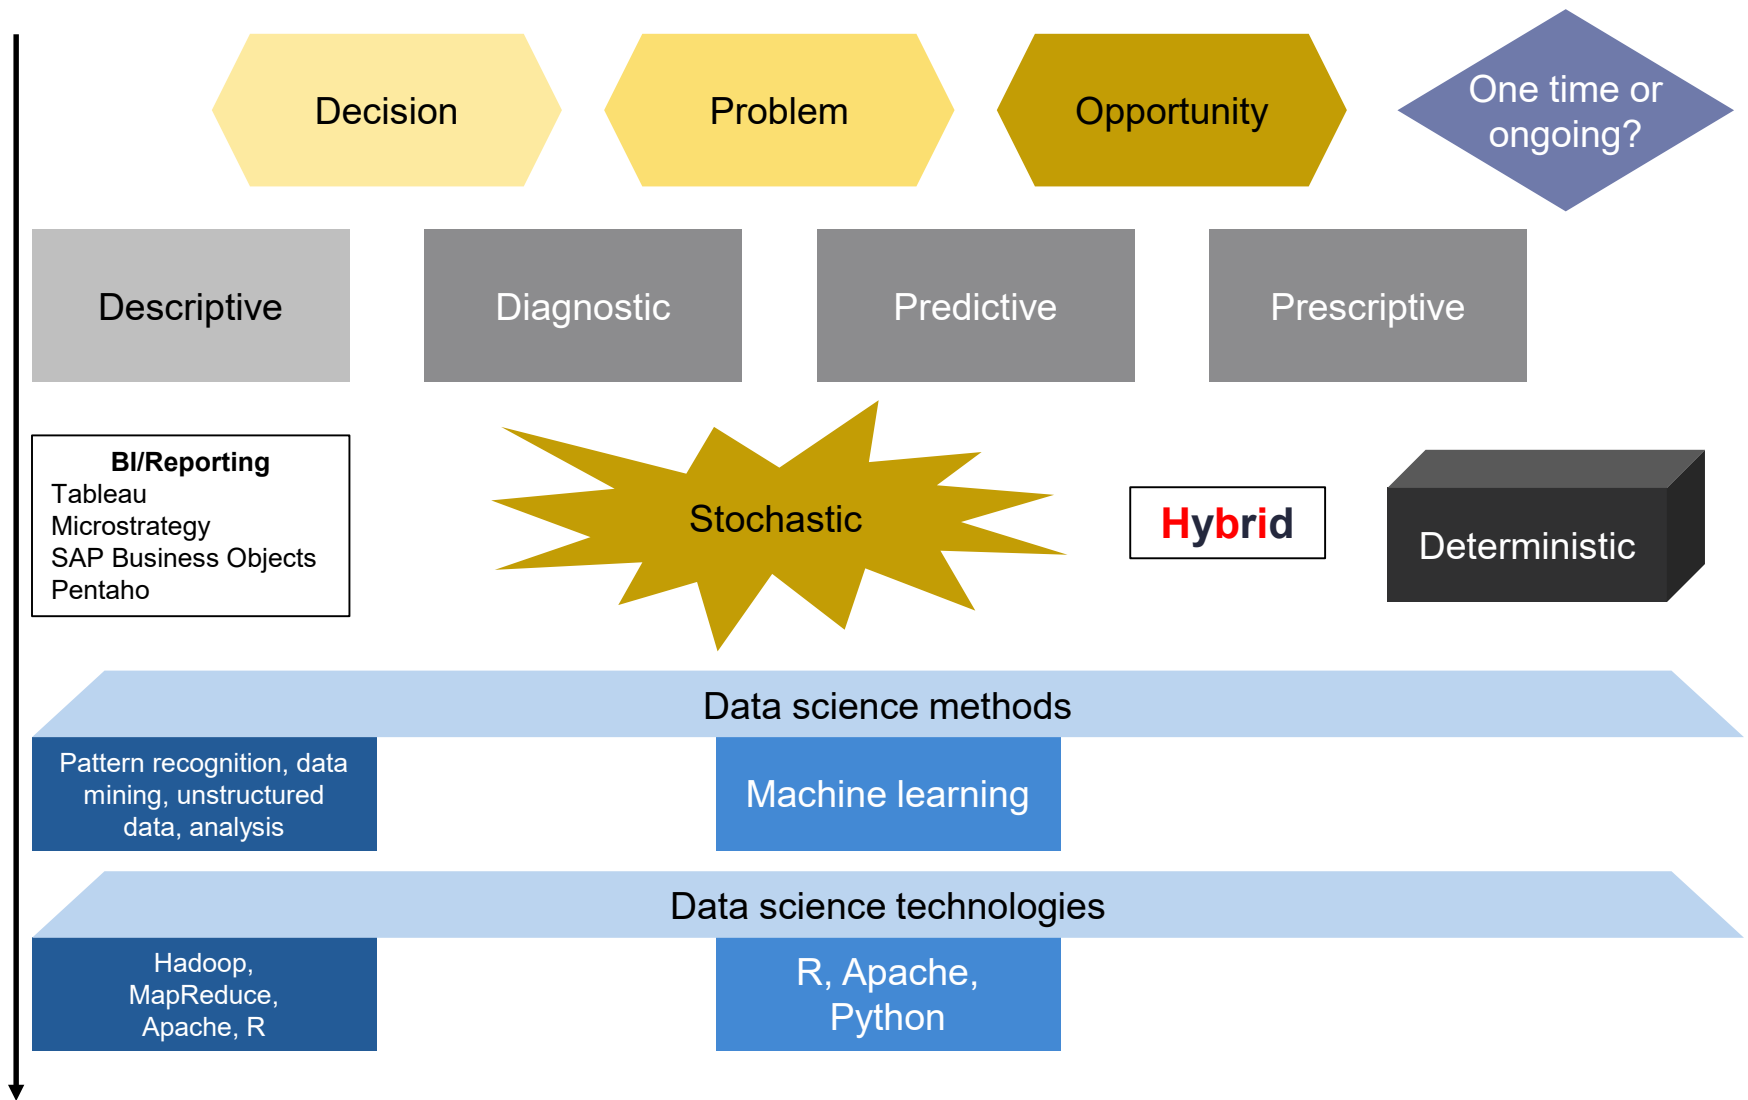 Decision
Problem
Opportunity
One time or
ongoing?
Descriptive
Diagnostic
Predictive
Prescriptive
BI/Reporting
Tableau
Microstrategy
SAP Business Objects
Pentaho
Stochastic
Hybrid
Deterministic
Data science methods
Pattern recognition, data
mining, unstructured
data, analysis
Machine learning
Data science technologies
Hadoop,
MapReduce,
Apache, R
R, Apache,
Python